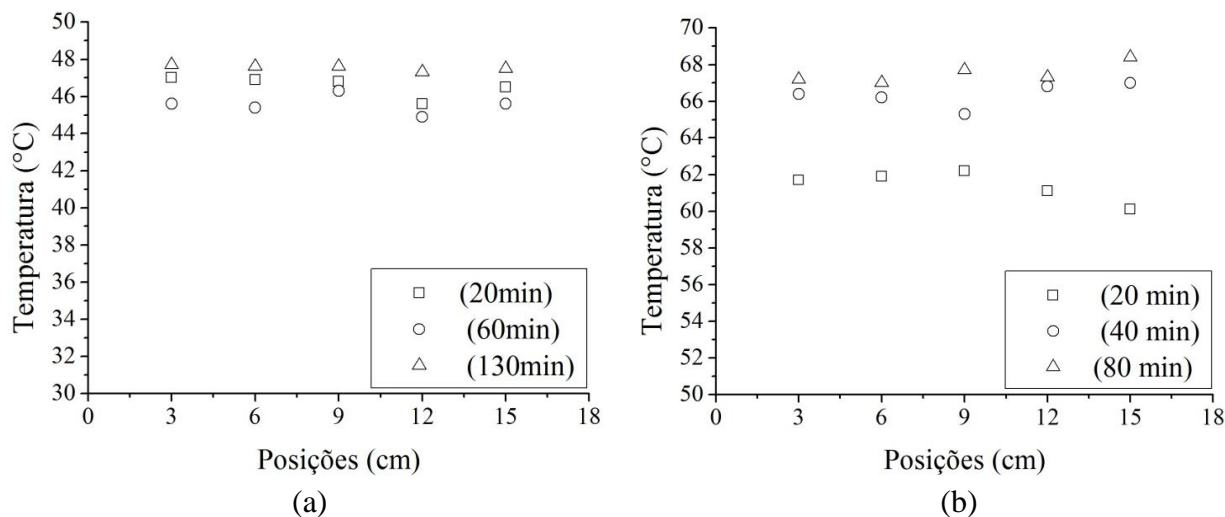 50
48
46
44
42
40
38
36
34
32
30
Temperatura (°C)
(20min)
(60min)
(130min)
0 3 6 9 12 15 18
Posições (cm)
(a)
70
68
66
64
62
60
58
56
54
52
50
Temperatura (°C)
(20 min)
(40 min)
(80 min)
0 3 6 9 12 15 18
Posições (cm)
(b)